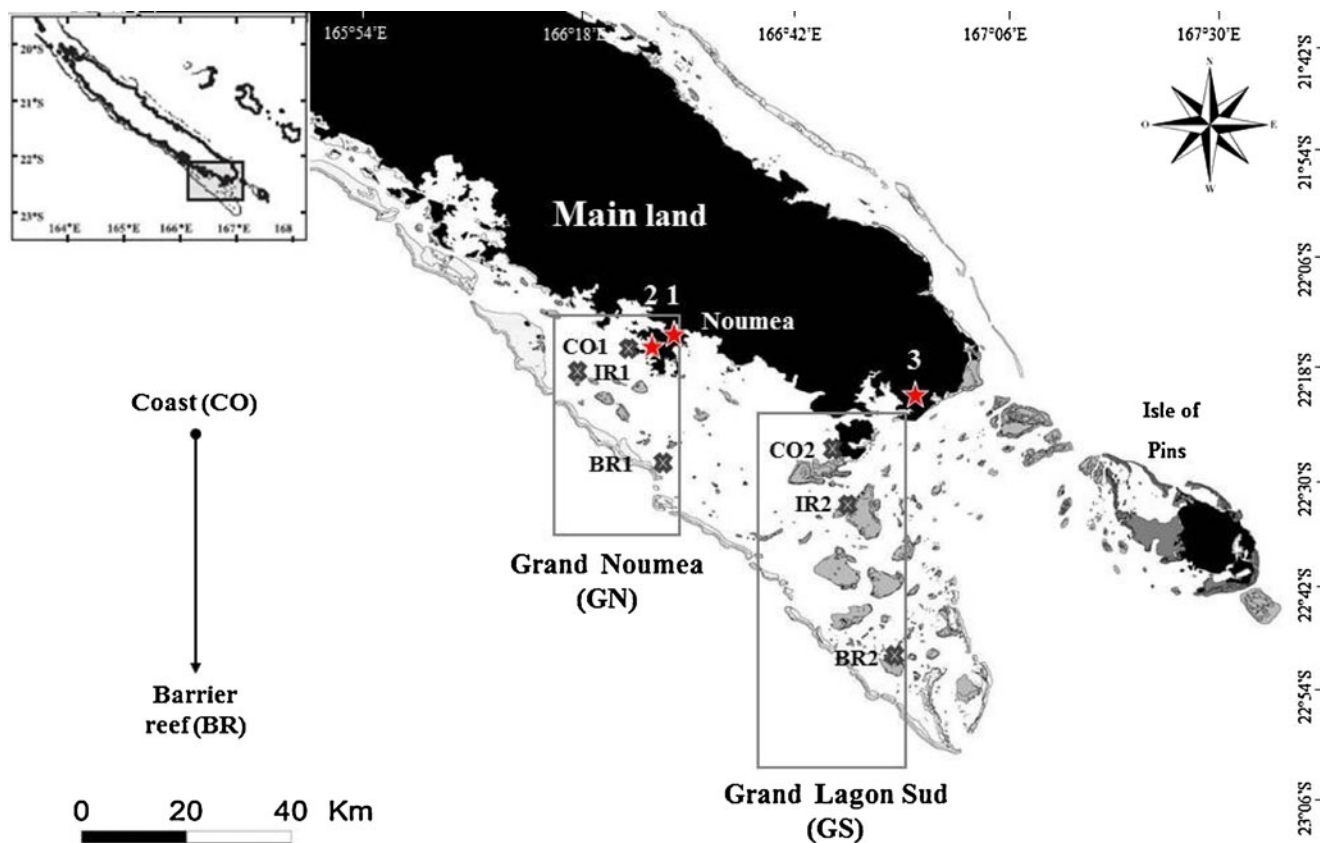 165°54'E 166°18'E 166°42'E 167°06'E 167°30'E
20°S
21°S
22°S
23°S
164°E 165°E 166°E 167°E 168
21°42'S
21°54'S
22°06'S
22°18'S
22°30'S
22°42'S
22°54'S
23°06'S
N
O E
W
Main land
2 1
Noumea
CO1
IR1
BR1
3
CO2
IR2
BR2
Isle of
Pins
Coast (CO)
Barrier
reef (BR)
Grand Noumea
(GN)
Grand Lagon Sud
(GS)
0 20 40 Km